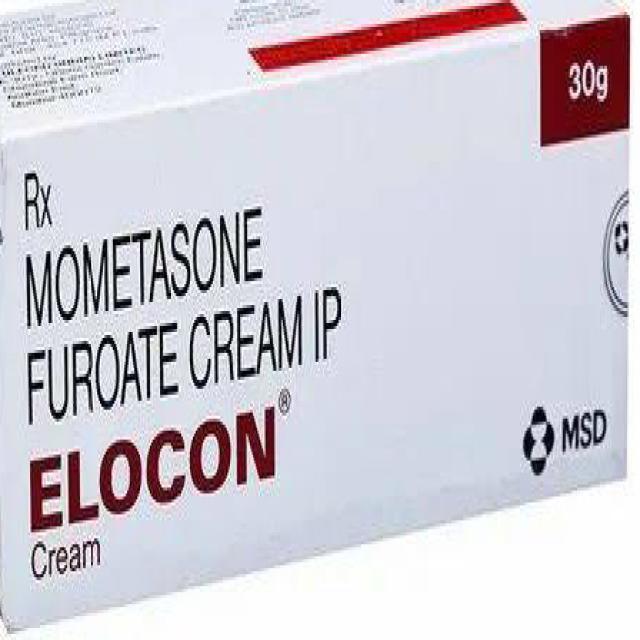 30g
Rx
MOMETASONE
FUROATE CREAM IP
ELOCON®
Cream
MSD